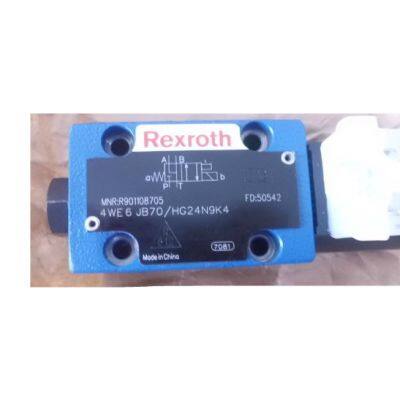 Rexroth
A B
a b
P T
MNR:R901108705 FD:50542
4WE 6 JB70/HG24N9K4
Made in China 7081